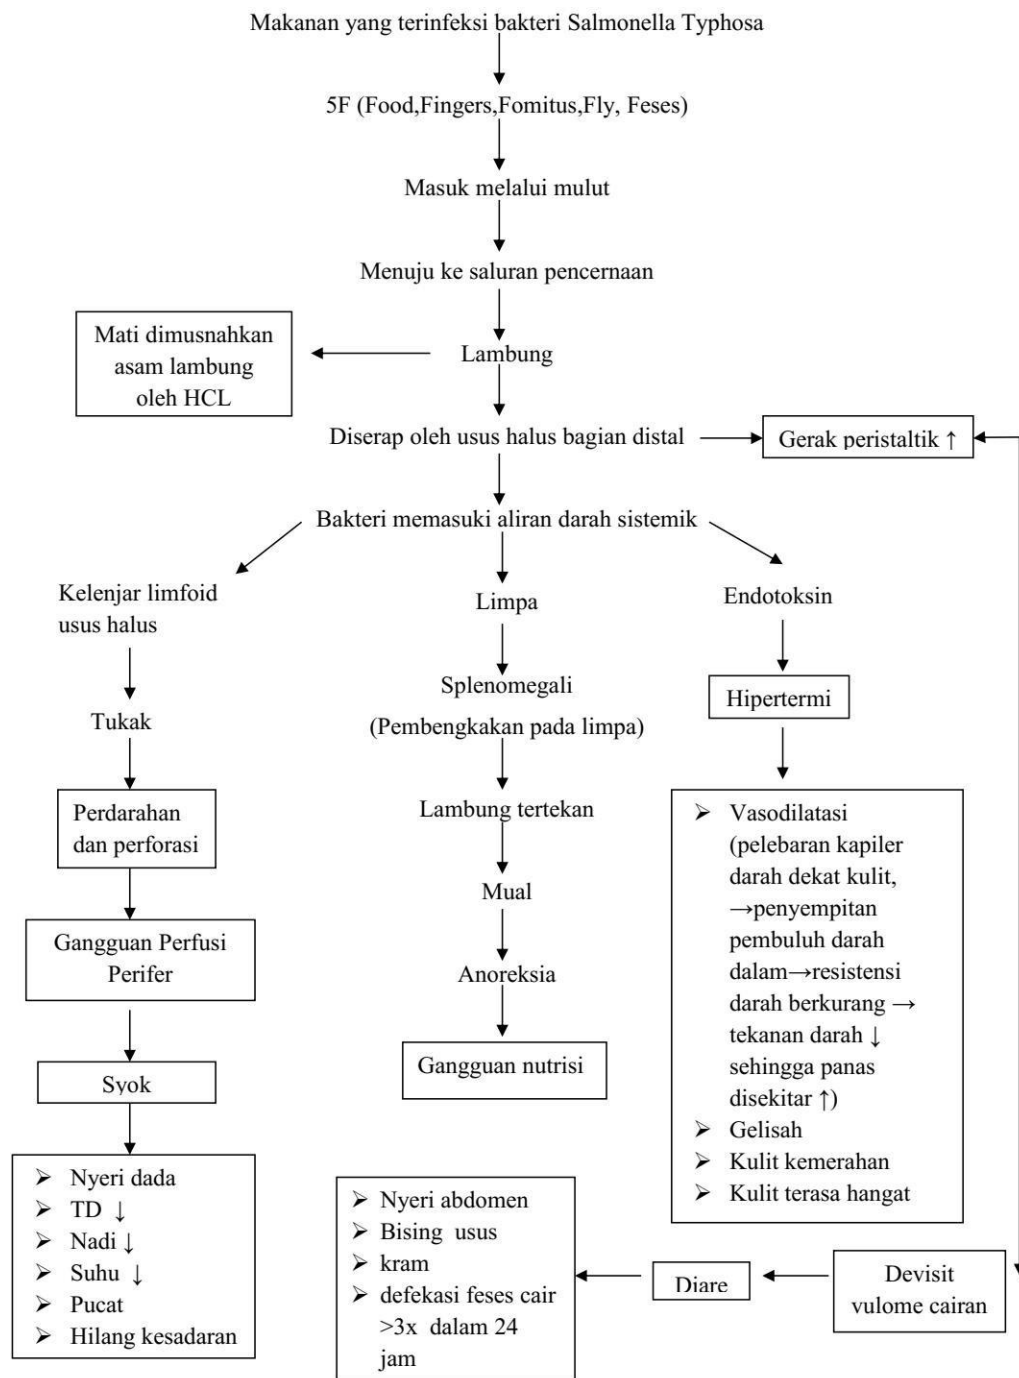 Makanan yang terinfeksi bakteri Salmonella Typhosa
5F (Food,Fingers,Fomitus,Fly, Feses)
Masuk melalui mulut
Menuju ke saluran pencernaan
Mati dimusnahkan
asam lambung
oleh HCL
Lambung
Diserap oleh usus halus bagian distal
Gerak peristaltik ↑
Bakteri memasuki aliran darah sistemik
Kelenjar limfoid
usus halus
Tukak
Perdarahan
dan perforasi
Gangguan Perfusi
Perifer
Syok
➢ Nyeri dada
➢ TD ↓
➢ Nadi ↓
➢ Suhu ↓
➢ Pucat
➢ Hilang kesadaran
Limpa
Splenomegali
(Pembengkakan pada limpa)
Lambung tertekan
Mual
Anoreksia
Gangguan nutrisi
Endotoksin
Hipertermi
➢ Vasodilatasi
(pelebaran kapiler
darah dekat kulit,
→penyempitan
pembuluh darah
dalam→resistensi
darah berkurang →
tekanan darah ↓
sehingga panas
disekitar ↑)
➢ Gelisah
➢ Kulit kemerahan
➢ Kulit terasa hangat
Devisit
vulome cairan
Diare
➢ Nyeri abdomen
➢ Bising usus
➢ kram
➢ defekasi feses cair
>3x dalam 24
jam